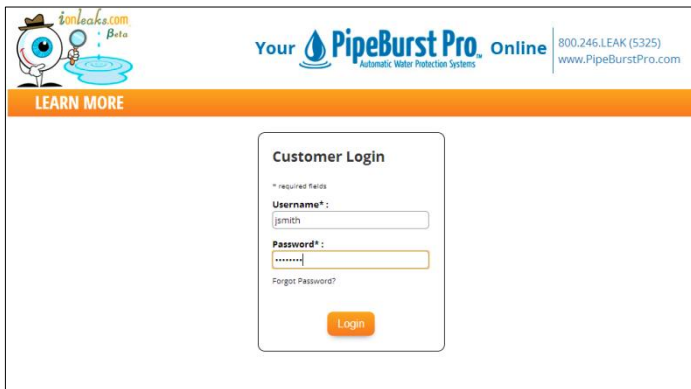 ionleaks.com
Beta
Your PipeBurst Pro™ Online
Automatic Water Protection Systems
800.246.LEAK (5325)
www.PipeBurstPro.com
LEARN MORE
Customer Login
* required fields
Username* :
jsmith
Password* :
••••••••
Forgot Password?
Login